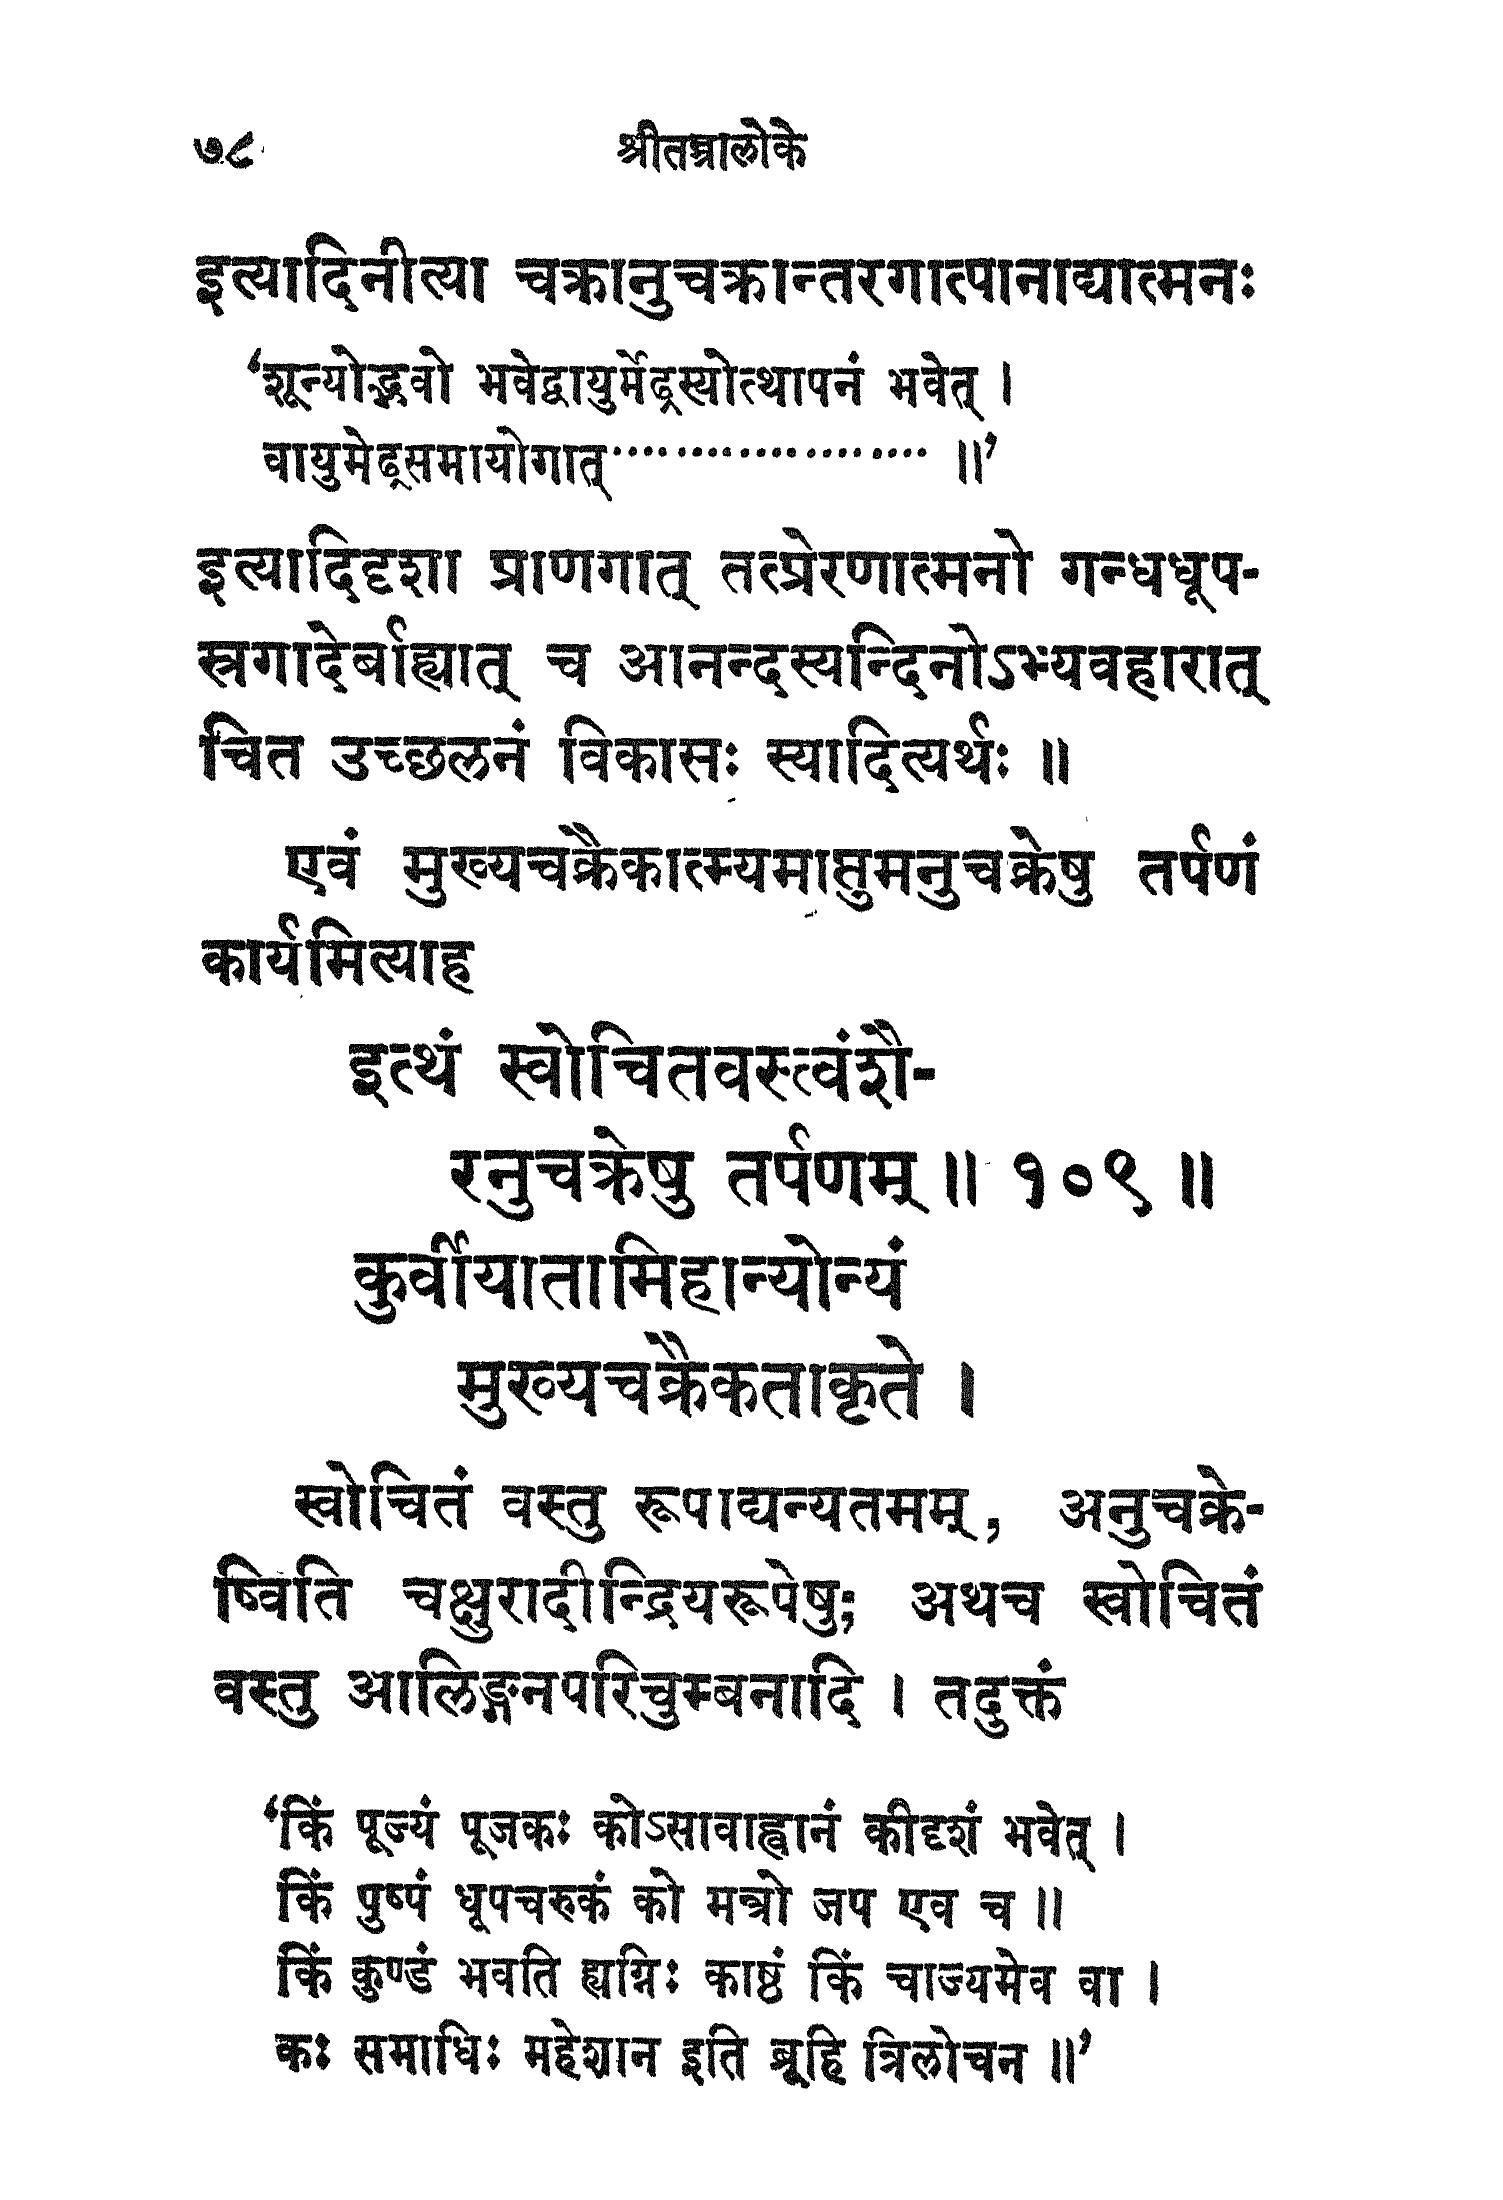 ७८ श्रीतन्त्रालोके
इत्यादिनीत्या चक्रानुचक्रान्तरगात्पानाद्यात्मनः
‘शून्योद्भवो भवेद्वायुर्मेढ्रस्योत्थापनं भवेत् ।
वायुमेढ्रसमायोगात्···················· ॥’
इत्यादिदृशा प्राणगात् तत्प्रेरणात्मनो गन्धधूप-
स्रगादेर्बाह्यात् च आनन्दस्यन्दिनोऽभ्यवहारात्
चित उच्छलनं विकासः स्यादित्यर्थः ॥
एवं मुख्यचक्रैकात्म्यमाप्तुमनुचक्रेषु तर्पणं
कार्यमित्याह
इत्थं स्वोचितवस्त्वंशै-
रनुचक्रेषु तर्पणम् ॥ १०९ ॥
कुर्वीयातामिहान्योन्यं
मुख्यचक्रैकताकृते ।
स्वोचितं वस्तु रूपाद्यन्यतमम्, अनुचक्रे-
ष्विति चक्षुरादीन्द्रियरूपेषु; अथच स्वोचितं
वस्तु आलिङ्गनपरिचुम्बनादि । तदुक्तं
‘किं पूज्यं पूजकः कोऽसावाह्वानं कीदृशं भवेत् ।
किं पुष्पं धूपचरुकं को मन्त्रो जप एव च ॥
किं कुण्डं भवति ह्यग्निः काष्ठं किं चाज्यमेव वा ।
कः समाधिः महेशान इति ब्रूहि त्रिलोचन ॥’